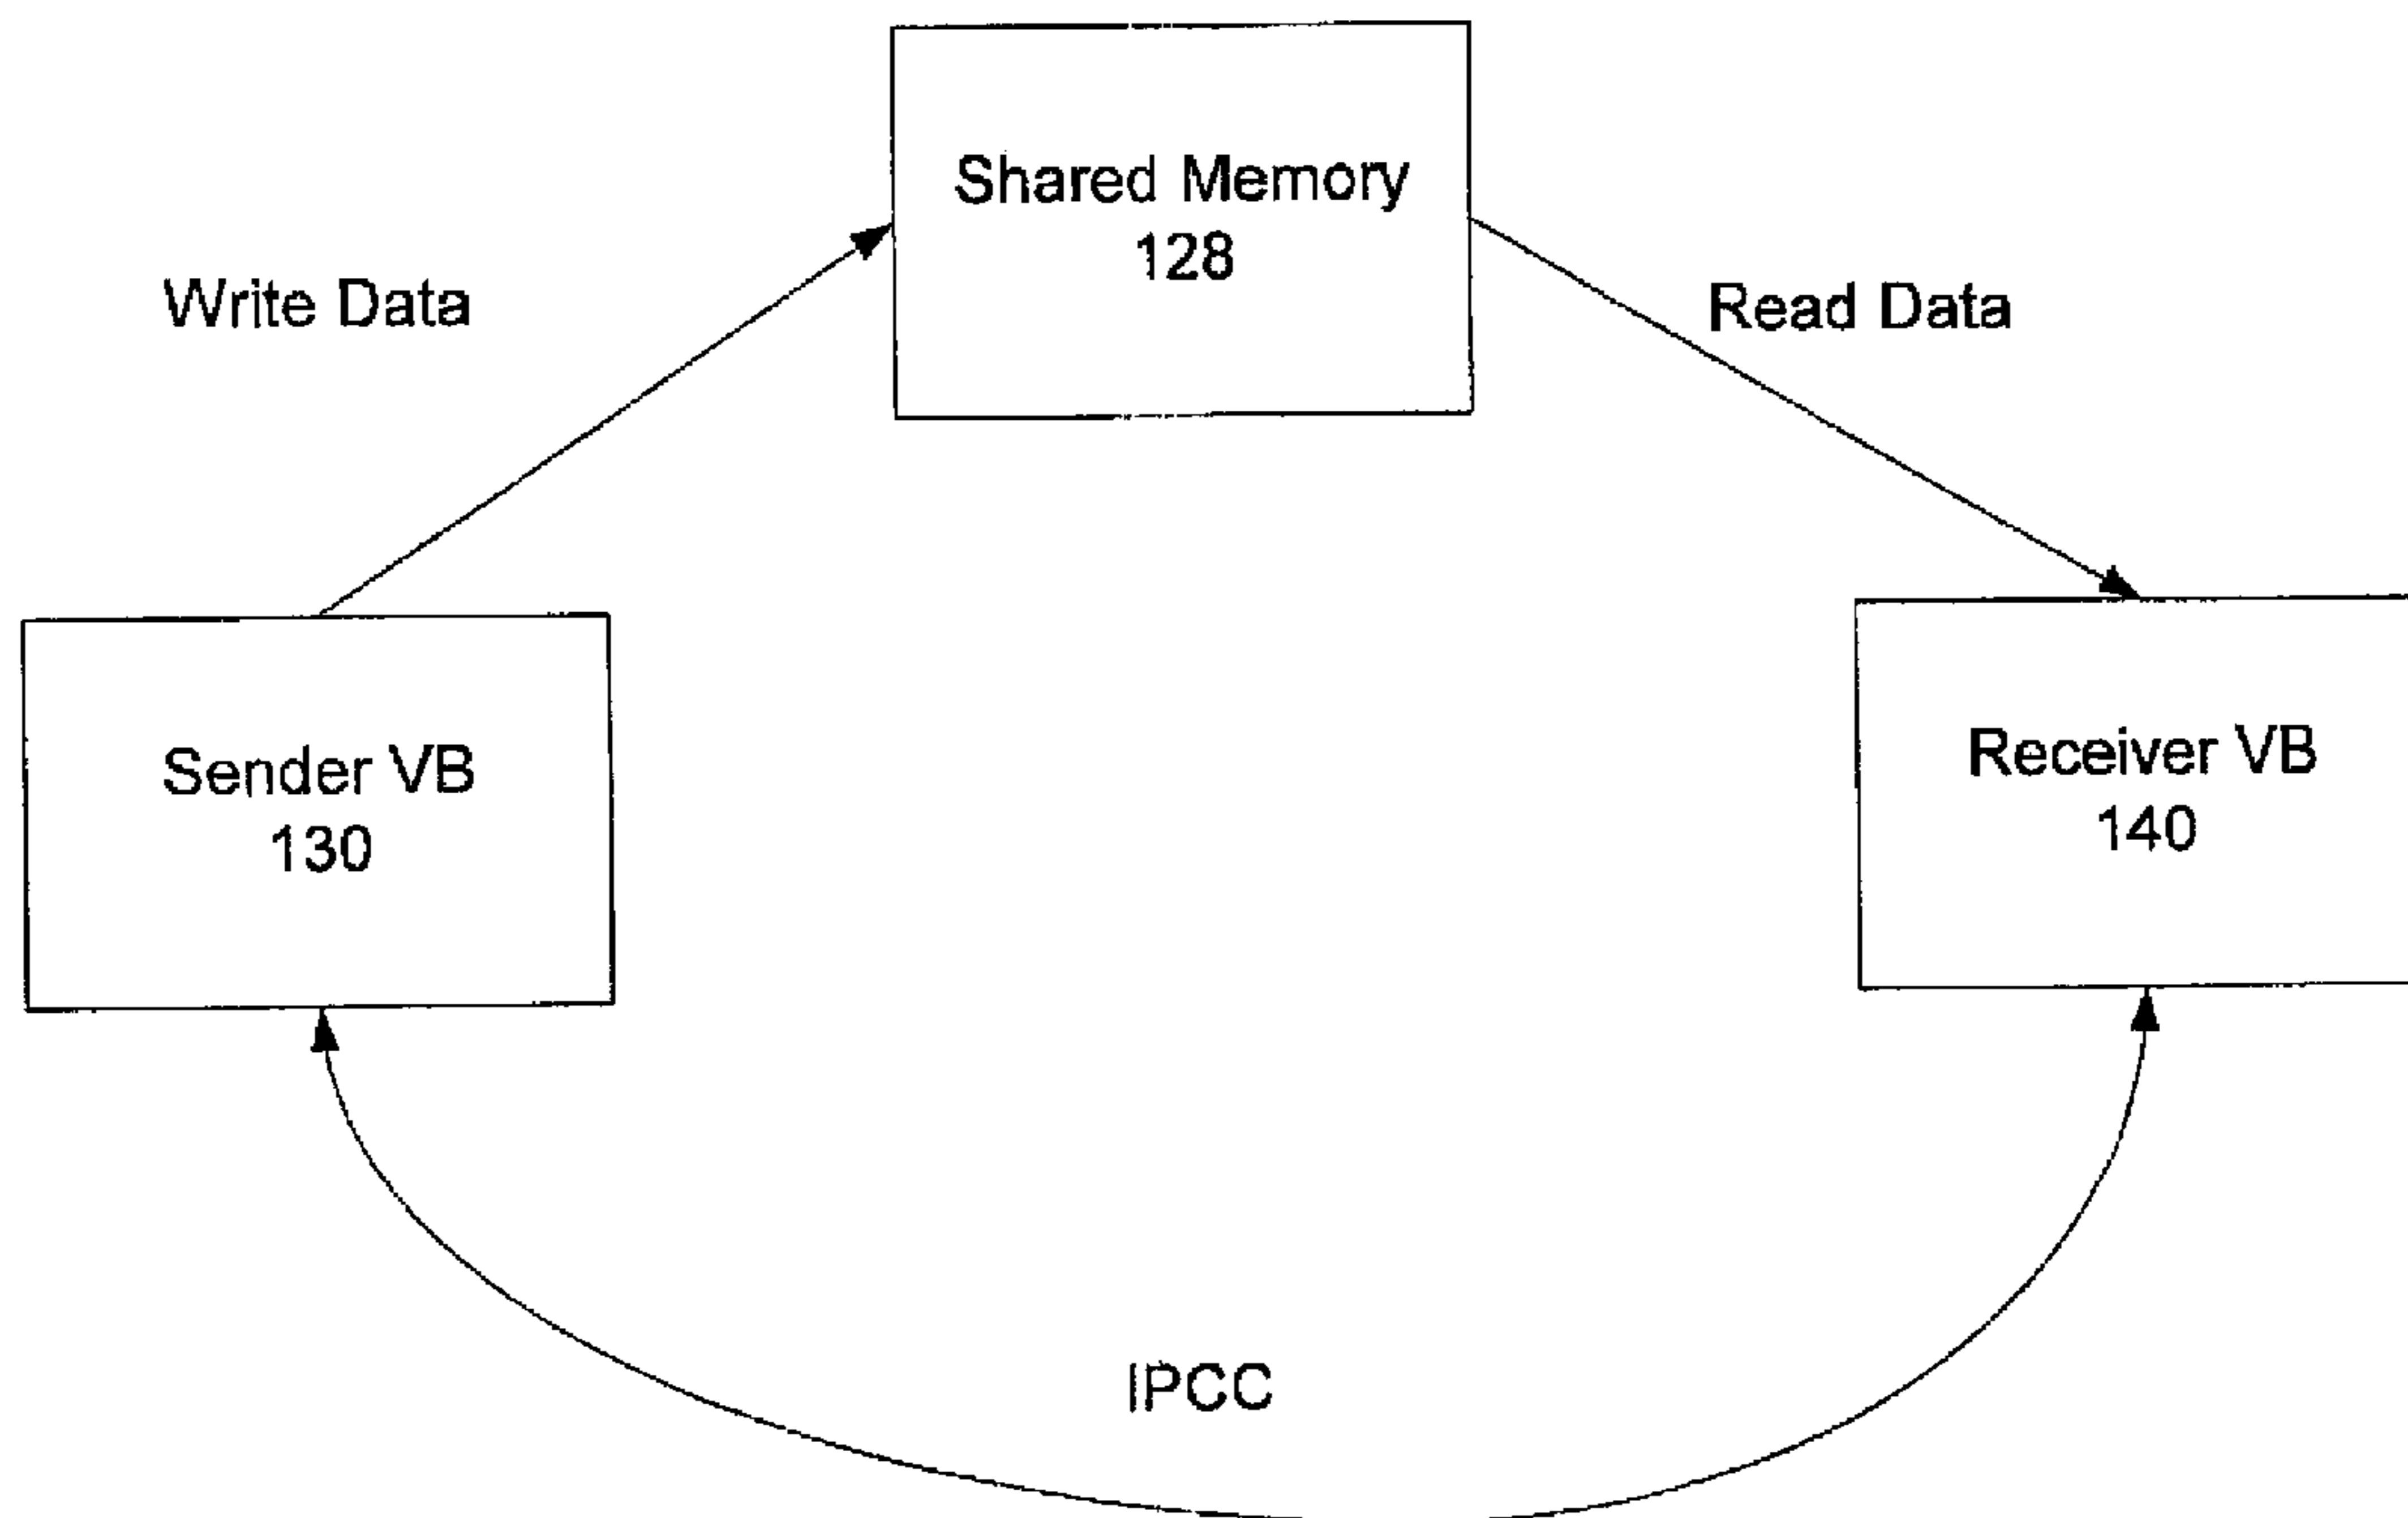 Shared Memory
128
Write Data
Read Data
Sender VB
130
Receiver VB
140
IPCC